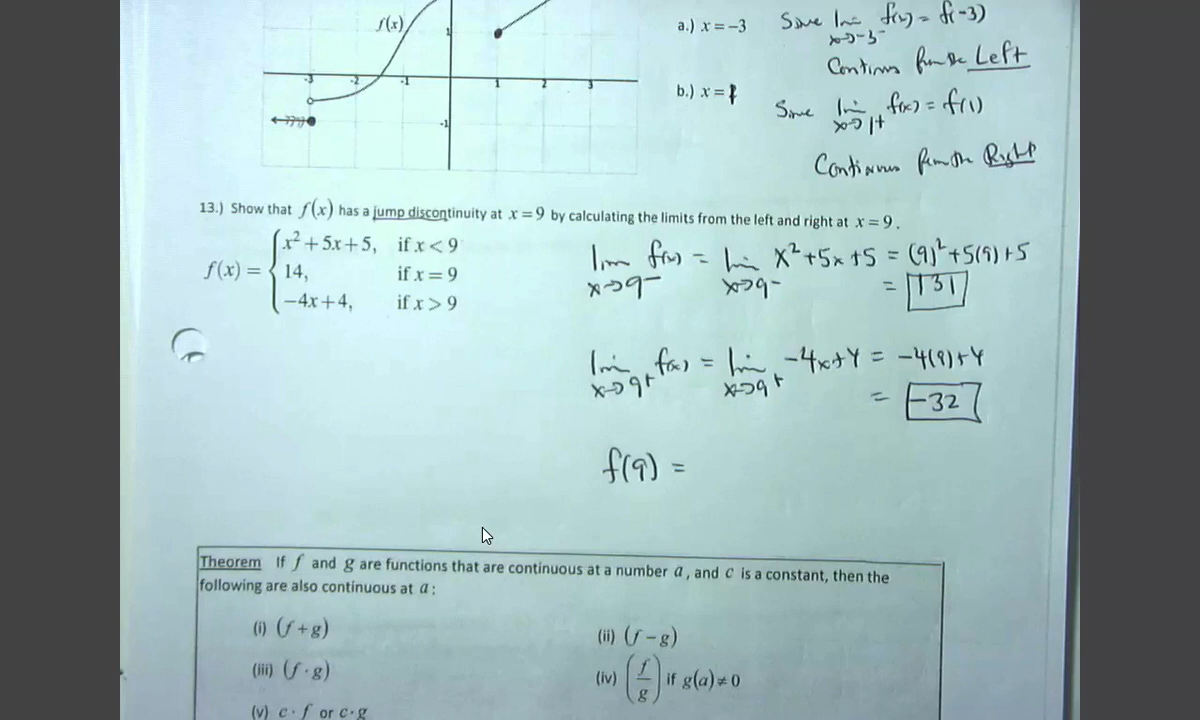 f(x)
1
-3 -2 -1 1 2 3
-1
a.) x = -3 Since lim x→-3⁻ f(x) = f(-3)
Continuous from the Left
b.) x = 1 Since lim x→1+ f(x) = f(1)
Continuous from the Right
13.) Show that f(x) has a jump discontinuity at x = 9 by calculating the limits from the left and right at x = 9.
f(x) = { x² + 5x + 5, if x < 9
14, if x = 9
-4x + 4, if x > 9
lim x→9⁻ f(x) = lim x→9⁻ x² + 5x + 5 = (9)² + 5(9) + 5
= 131
lim x→9+ f(x) = lim x→9+ -4x + 4 = -4(9) + 4
= -32
f(9) =
Theorem If f and g are functions that are continuous at a number a, and c is a constant, then the
following are also continuous at a:
(i) (f + g) (ii) (f - g)
(iii) (f · g) (iv) (f/g) if g(a) ≠ 0
(v) c · f or c · g